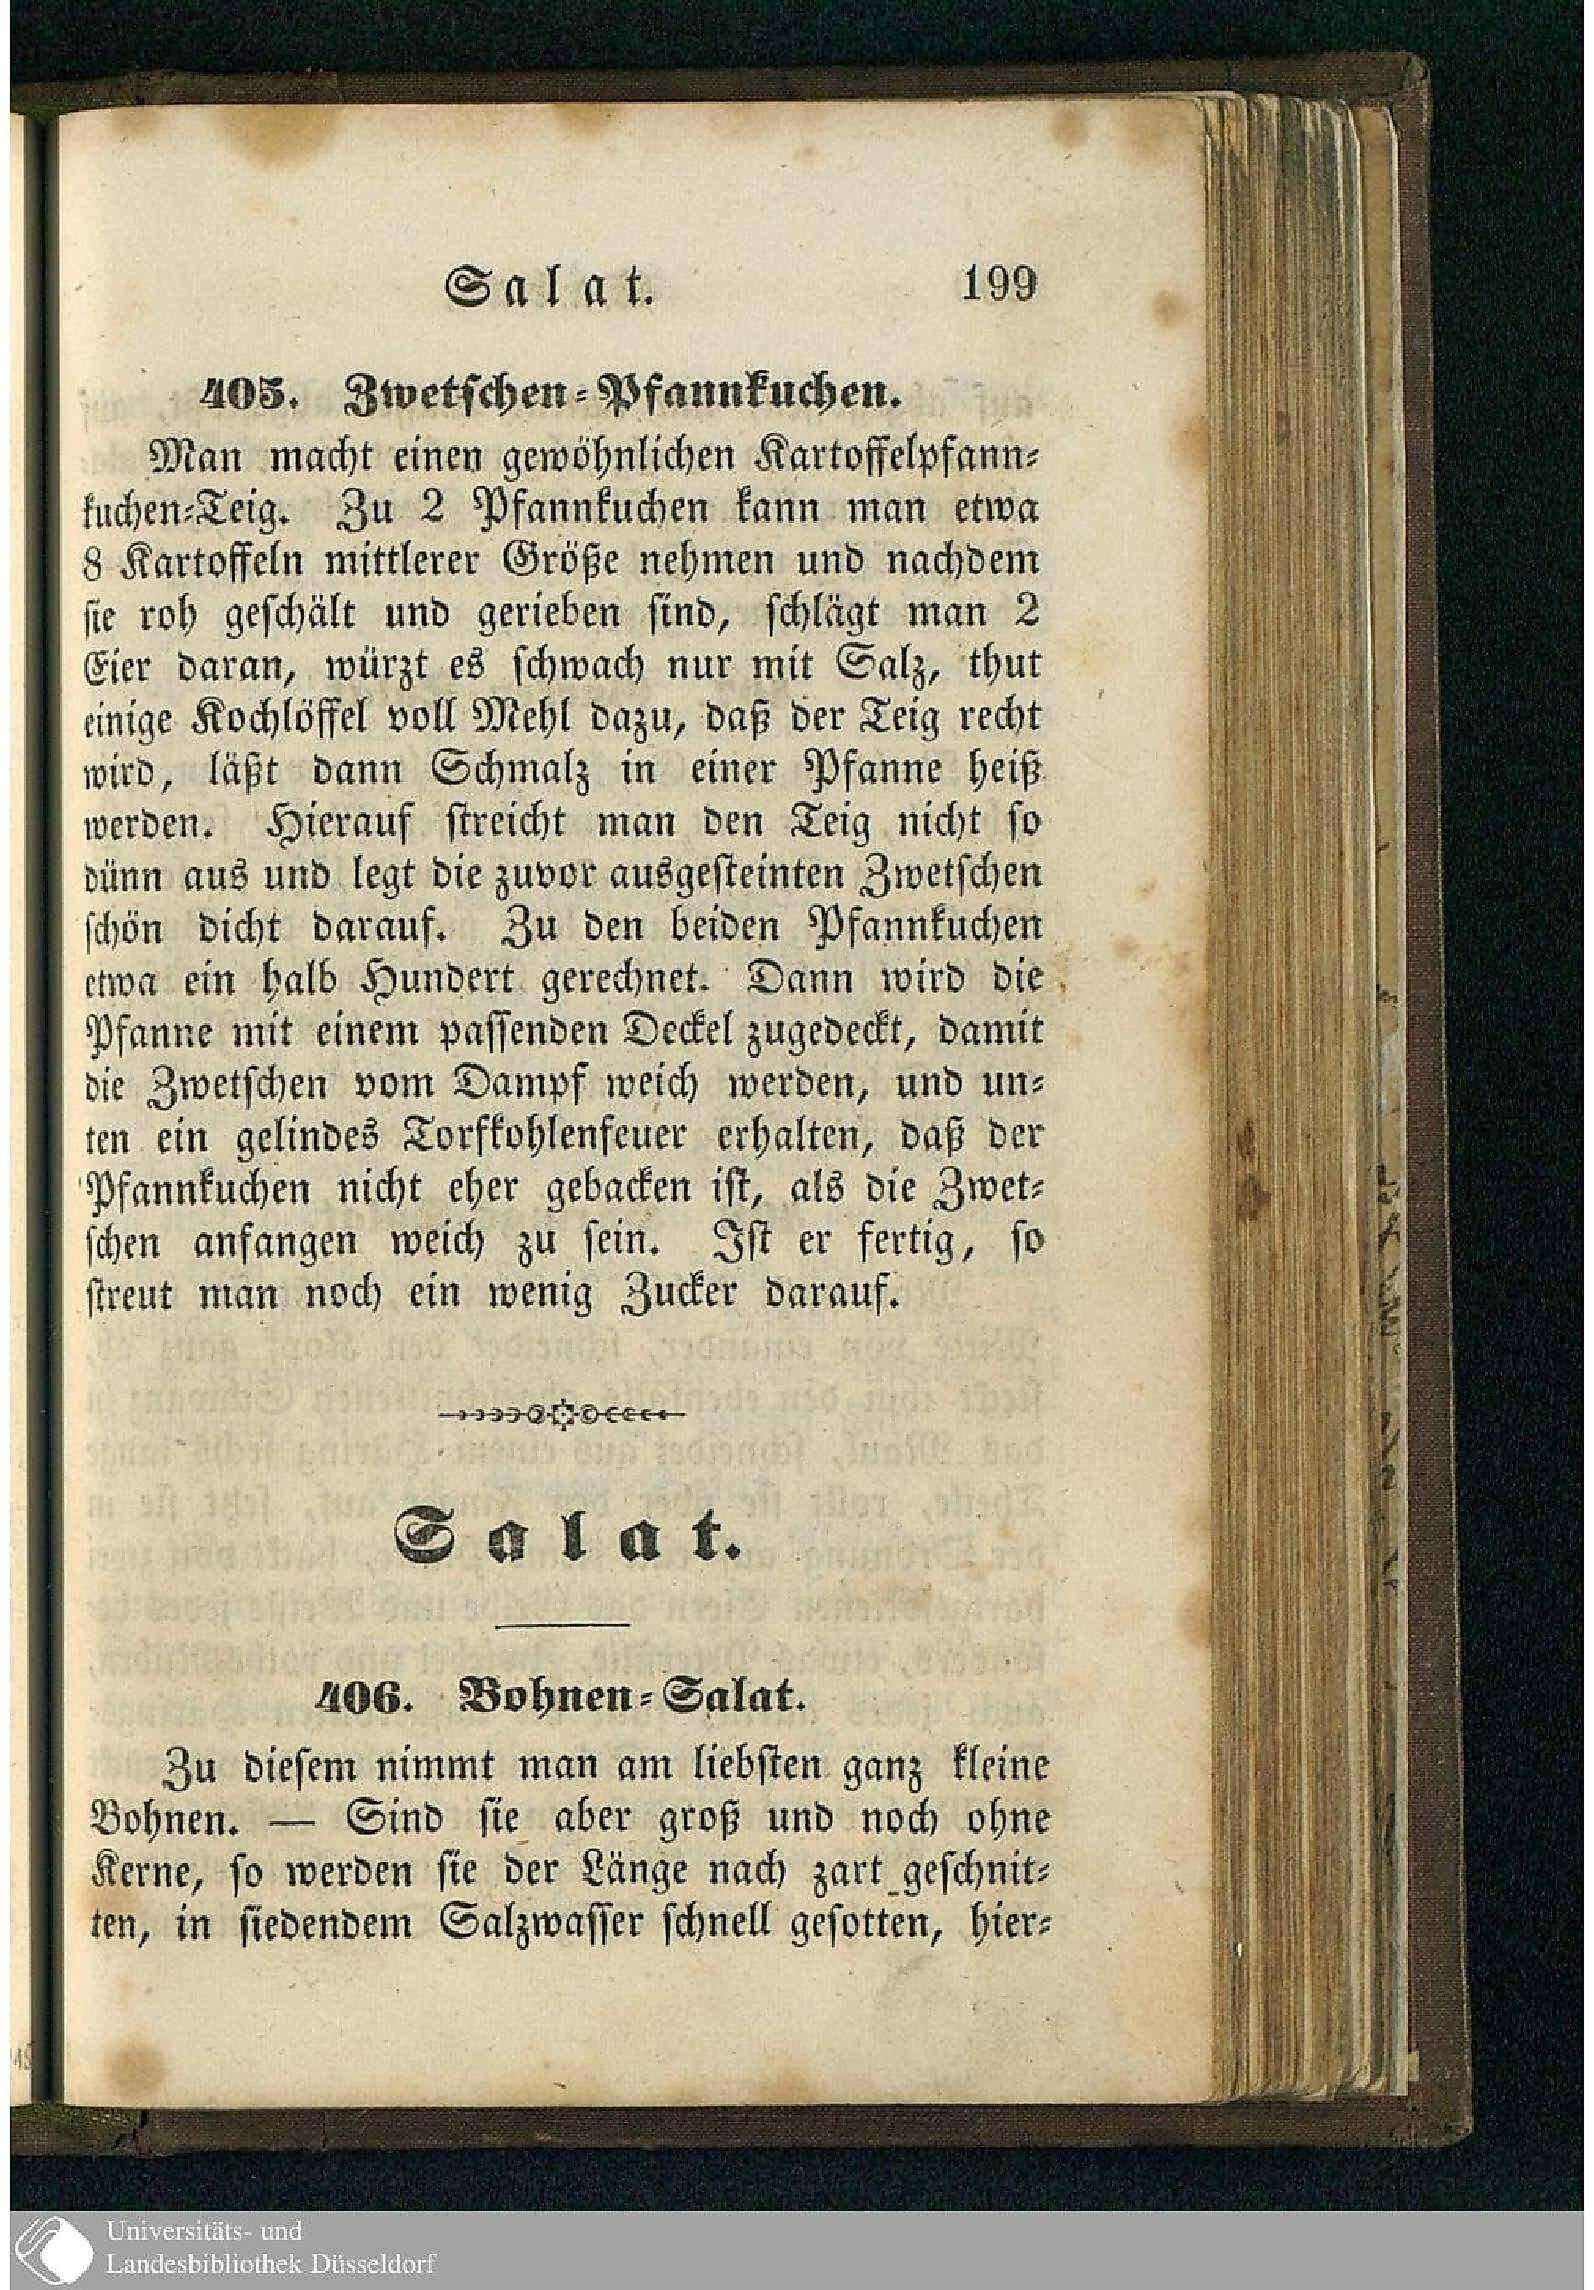 Salat. 199
405. Zwetschen-Pfannkuchen.
Man macht einen gewöhnlichen Kartoffelpfann-
kuchen-Teig. Zu 2 Pfannkuchen kann man etwa
8 Kartoffeln mittlerer Größe nehmen und nachdem
sie roh geschält und gerieben sind, schlägt man 2
Eier daran, würzt es schwach nur mit Salz, thut
einige Kochlöffel voll Mehl dazu, daß der Teig recht
wird, läßt dann Schmalz in einer Pfanne heiß
werden. Hierauf streicht man den Teig nicht so
dünn aus und legt die zuvor ausgesteinten Zwetschen
schön dicht darauf. Zu den beiden Pfannkuchen
etwa ein halb Hundert gerechnet. Dann wird die
Pfanne mit einem passenden Deckel zugedeckt, damit
die Zwetschen vom Dampf weich werden, und un-
ten ein gelindes Torfkohlenfeuer erhalten, daß der
Pfannkuchen nicht eher gebacken ist, als die Zwet-
schen anfangen weich zu sein. Ist er fertig, so
streut man noch ein wenig Zucker darauf.
Salat.
406. Bohnen-Salat.
Zu diesem nimmt man am liebsten ganz kleine
Bohnen. — Sind sie aber groß und noch ohne
Kerne, so werden sie der Länge nach zart geschnit-
ten, in siedendem Salzwasser schnell gesotten, hier-
Universitäts- und
Landesbibliothek Düsseldorf